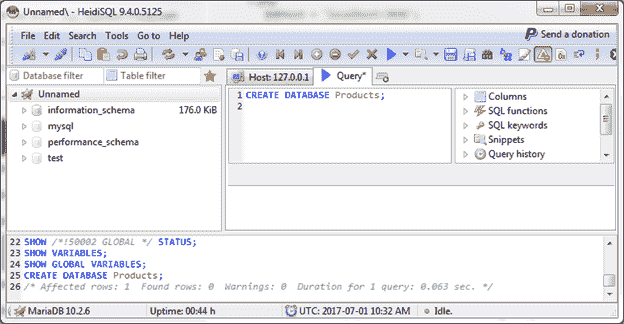 Unnamed\ - HeidiSQL 9.4.0.5125
File Edit Search Tools Go to Help
Send a donation
Database filter Table filter
Host: 127.0.0.1 Query*
Unnamed
information_schema 176.0 KiB
mysql
performance_schema
test
1 CREATE DATABASE Products;
2
Columns
SQL functions
SQL keywords
Snippets
Query history
22 SHOW /*!50002 GLOBAL */ STATUS;
23 SHOW VARIABLES;
24 SHOW GLOBAL VARIABLES;
25 CREATE DATABASE Products;
26 /* Affected rows: 1 Found rows: 0 Warnings: 0 Duration for 1 query: 0.063 sec. */
MariaDB 10.2.6 Uptime: 00:44 h UTC: 2017-07-01 10:32 AM Idle.